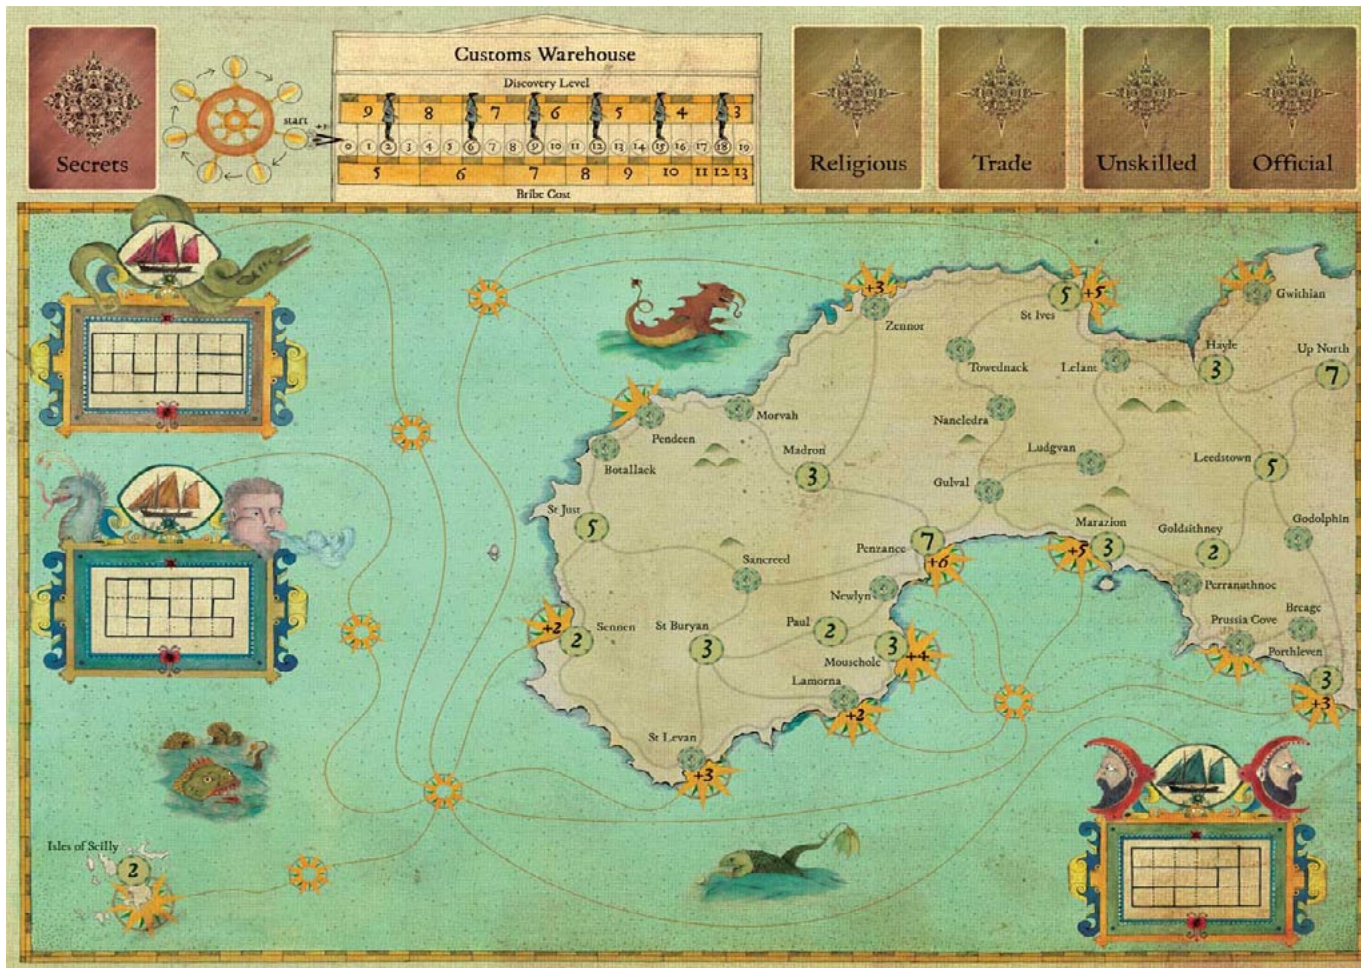 Customs Warehouse
Discovery Level
9 8 7 6 5 4 3
start
0 1 2 3 4 5 6 7 8 9 10 11 12 13 14 15 16 17 18 19
5 6 7 8 9 10 11 12 13
Bribe Cost
Secrets
Religious
Trade
Unskilled
Official
+3
Zennor
5
+5
St Ives
Gwithian
Towednack
Lelant
Hayle
3
Up North
7
Pendeen
Morvah
Nancledra
Botallack
Madron
3
Ludgvan
Leedstown
5
Gulval
St Just
5
Penzance
7
+6
Marazion
+5
3
Goldsithney
2
Godolphin
Sancreed
Newlyn
Perranuthnoe
+2
2
Sennen
St Buryan
3
Paul
2
3
+4
Mousehole
Prussia Cove
Breage
Porthleven
3
+3
Lamorna
+2
St Levan
+3
Isles of Scilly
2